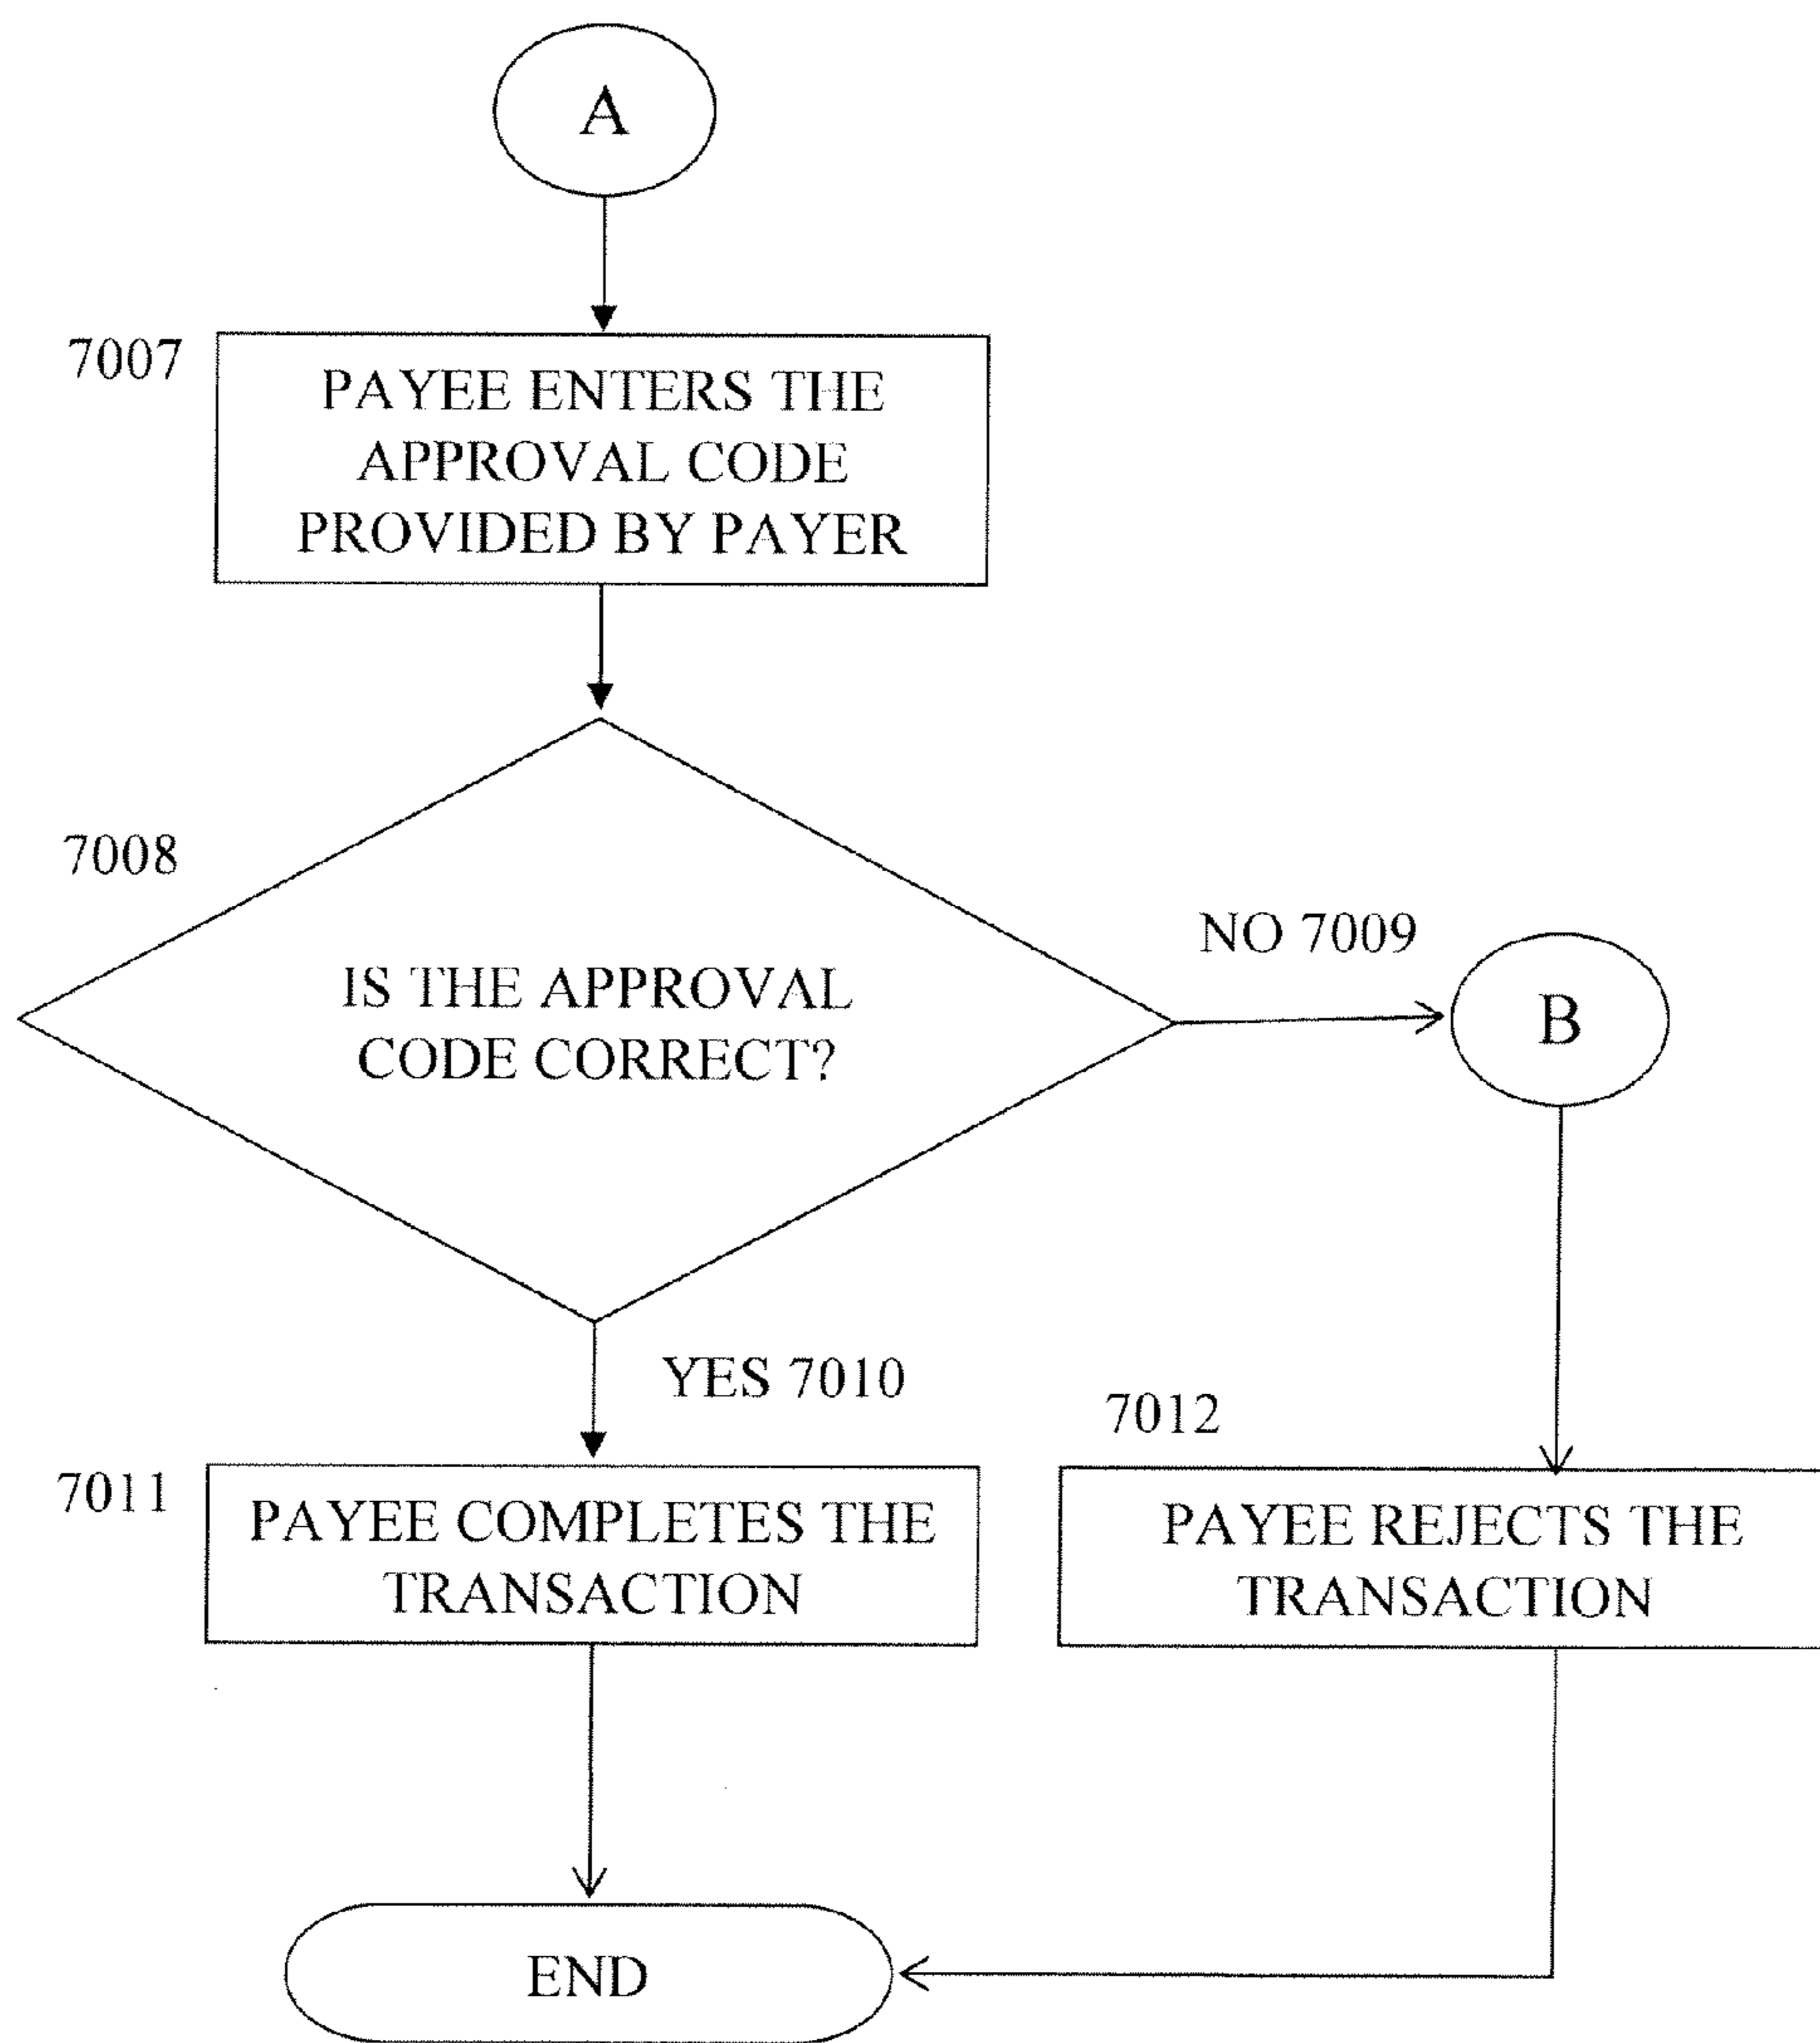 A
7007
PAYEE ENTERS THE
APPROVAL CODE
PROVIDED BY PAYER
7008
IS THE APPROVAL
CODE CORRECT?
NO 7009
B
YES 7010
7011
PAYEE COMPLETES THE
TRANSACTION
7012
PAYEE REJECTS THE
TRANSACTION
END